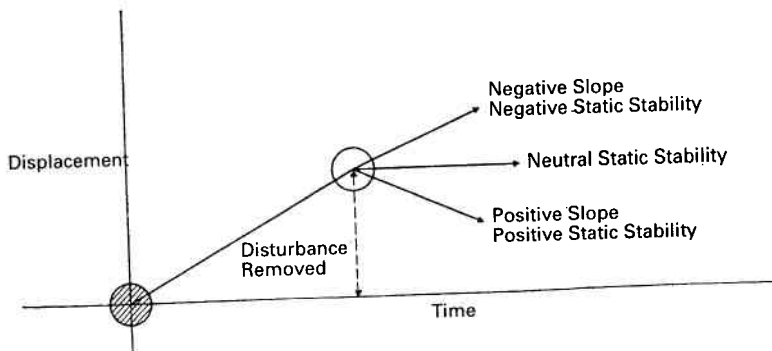 Negative Slope
Negative Static Stability
Displacement
Neutral Static Stability
Positive Slope
Positive Static Stability
Disturbance
Removed
Time